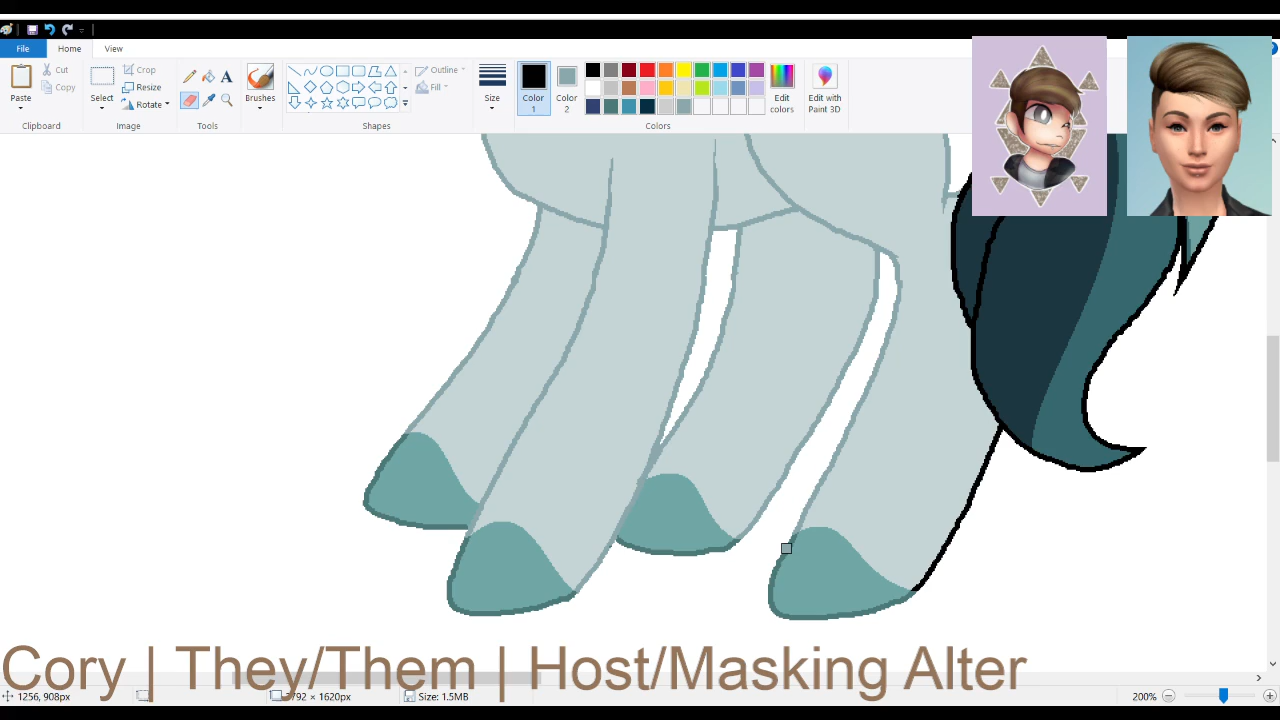 File Home View
Paste Cut Copy Clipboard
Select Crop Resize Rotate Image
Tools
Brushes
Shapes Outline Fill
Size
Color 1 Color 2 Colors
Edit colors
Edit with Paint 3D
Cory | They/Them | Host/Masking Alter
1256, 908px
792 × 1620px
Size: 1.5MB
200%